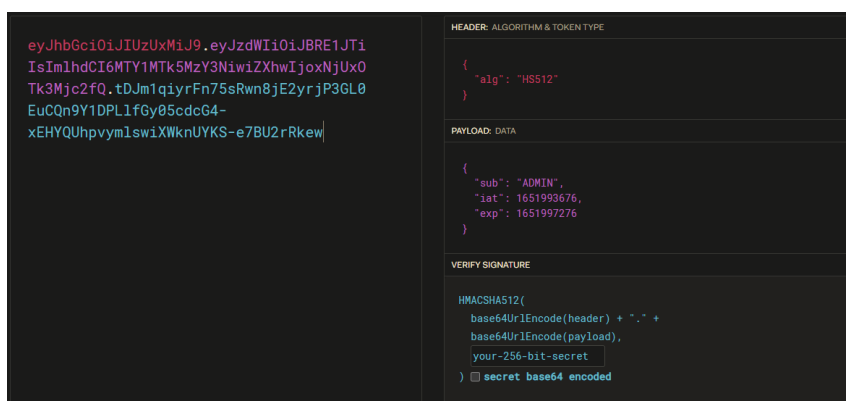 eyJhbGciOiJIUzUxMiJ9.eyJzdWIiOiJBRE1JTi
IsImlhdCI6MTY1MTk5MzY3NiwiZXhwIjoxNjUxO
Tk3Mjc2fQ.tDJm1qiyrFn75sRwn8jE2yrjP3GL0
EuCQn9Y1DPLlfGy05cdcG4-
xEHYQUhpvymlswiXWknUYKS-e7BU2rRkew
HEADER: ALGORITHM & TOKEN TYPE
{
"alg": "HS512"
}
PAYLOAD: DATA
{
"sub": "ADMIN",
"iat": 1651993676,
"exp": 1651997276
}
VERIFY SIGNATURE
HMACSHA512(
base64UrlEncode(header) + "." +
base64UrlEncode(payload),
your-256-bit-secret
) secret base64 encoded